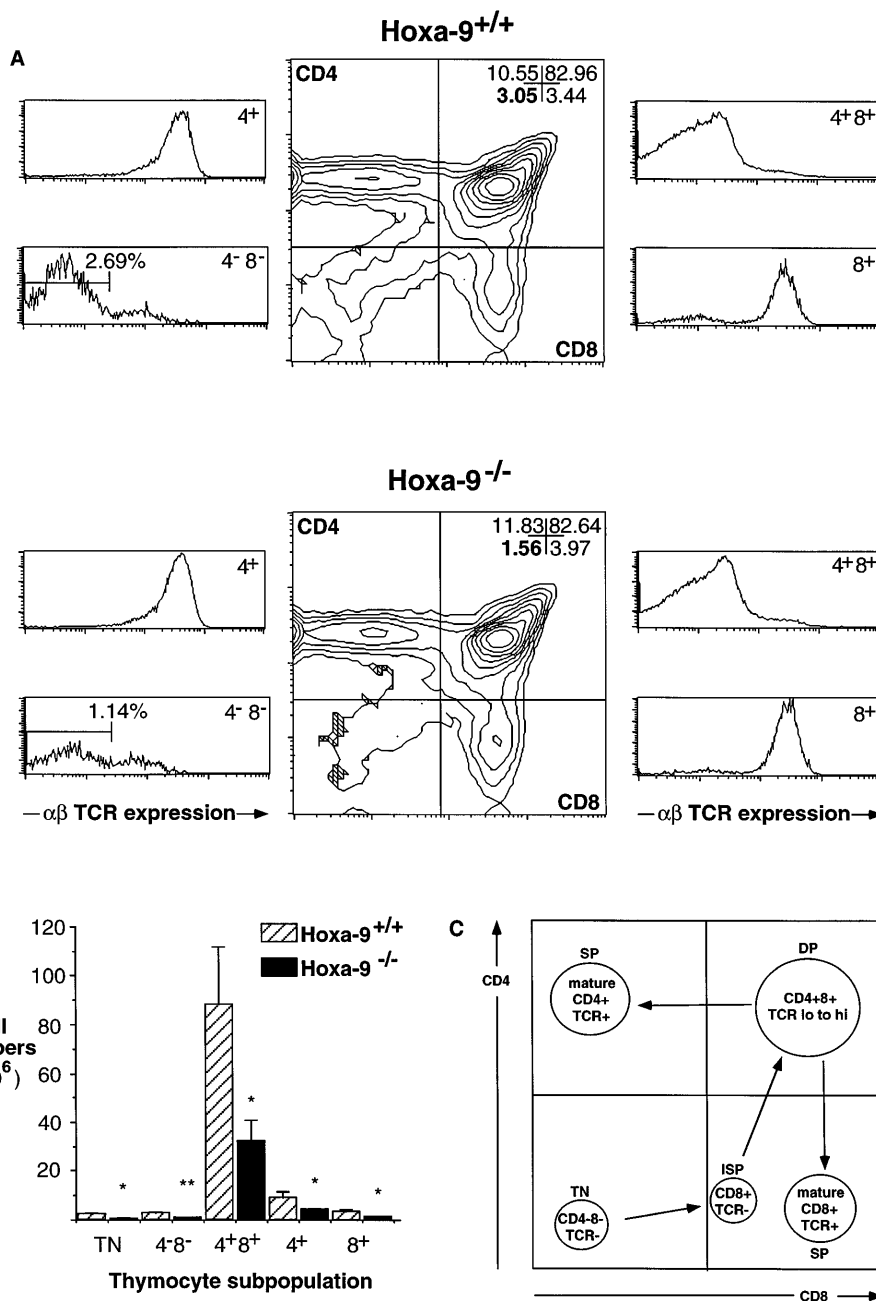 Hoxa-9+/+
A
CD4
10.55 82.96
3.05 3.44
4+
4+8+
2.69%
4- 8-
8+
CD8
Hoxa-9-/-
CD4
11.83 82.64
1.56 3.97
4+
4+8+
1.14%
4- 8-
8+
CD8
αβ TCR expression
αβ TCR expression
120
100
80
60
40
20
Hoxa-9+/+
Hoxa-9 -/-
6)
*
**
*
*
*
TN 4-8- 4+8+ 4+ 8+
Thymocyte subpopulation
C
CD4
SP
mature
CD4+
TCR+
DP
CD4+8+
TCR lo to hi
TN
CD4-8-
TCR-
ISP
CD8+
TCR-
mature
CD8+
TCR+
SP
CD8